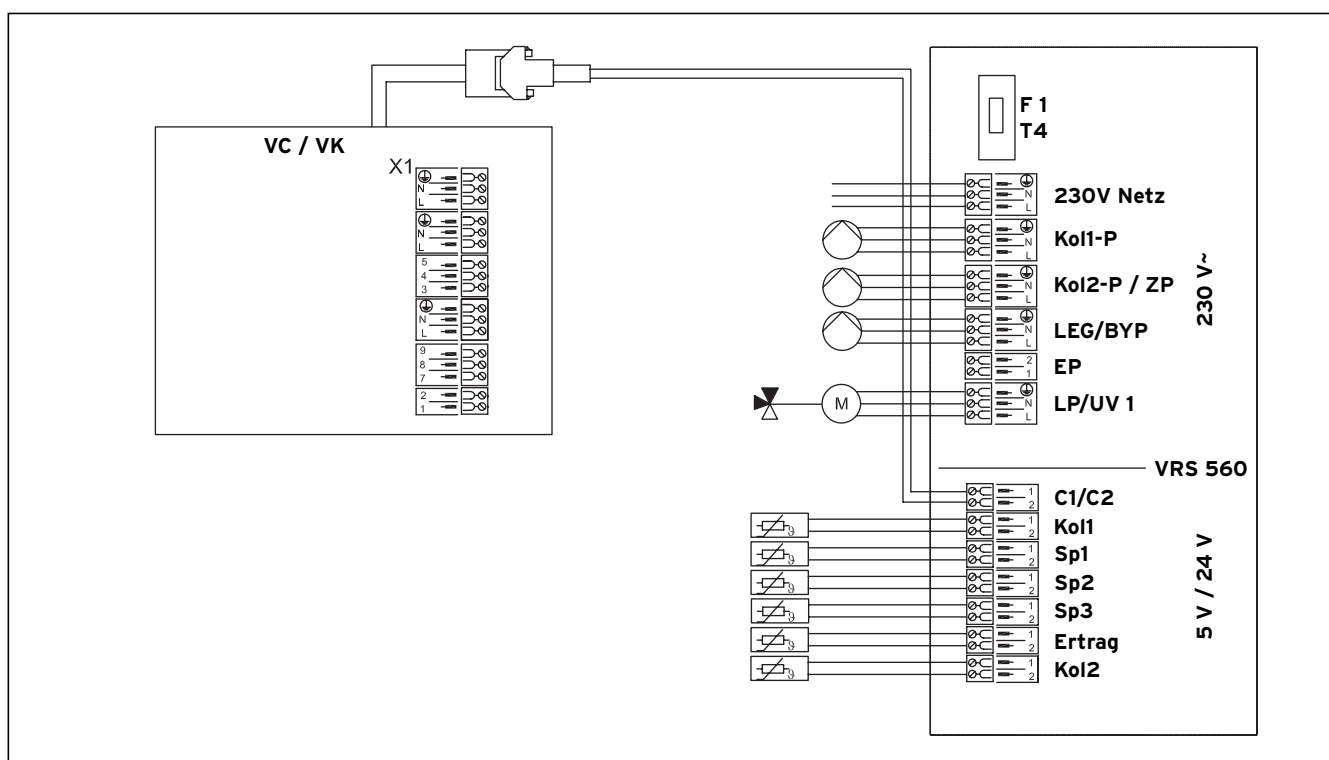 VC / VK
X1
N
L
N
L
5
4
3
N
L
9
8
7
2
1
F 1
T4
N
L
230V Netz
N
L
Kol1-P
N
L
Kol2-P / ZP
N
L
LEG/BYP
2
1
EP
N
L
LP/UV 1
M
230 V~
VRS 560
1
2
C1/C2
1
2
Kol1
ϑ
1
2
Sp1
ϑ
1
2
Sp2
ϑ
1
2
Sp3
ϑ
1
2
Ertrag
ϑ
1
2
Kol2
ϑ
5 V / 24 V